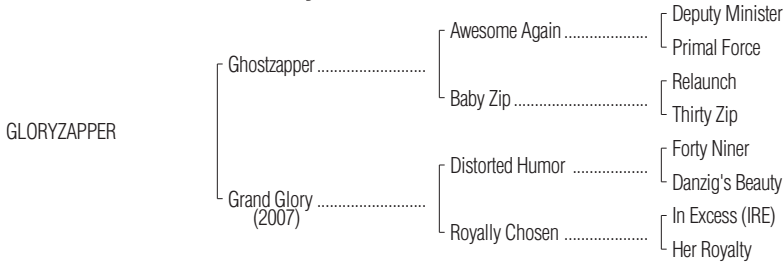 Deputy Minister
Awesome Again ....................
Primal Force
Ghostzapper .........................
Relaunch
Baby Zip ...............................
Thirty Zip
GLORYZAPPER
Forty Niner
Distorted Humor ..................
Danzig's Beauty
Grand Glory .........................
(2007)
In Excess (IRE)
Royally Chosen ....................
Her Royalty